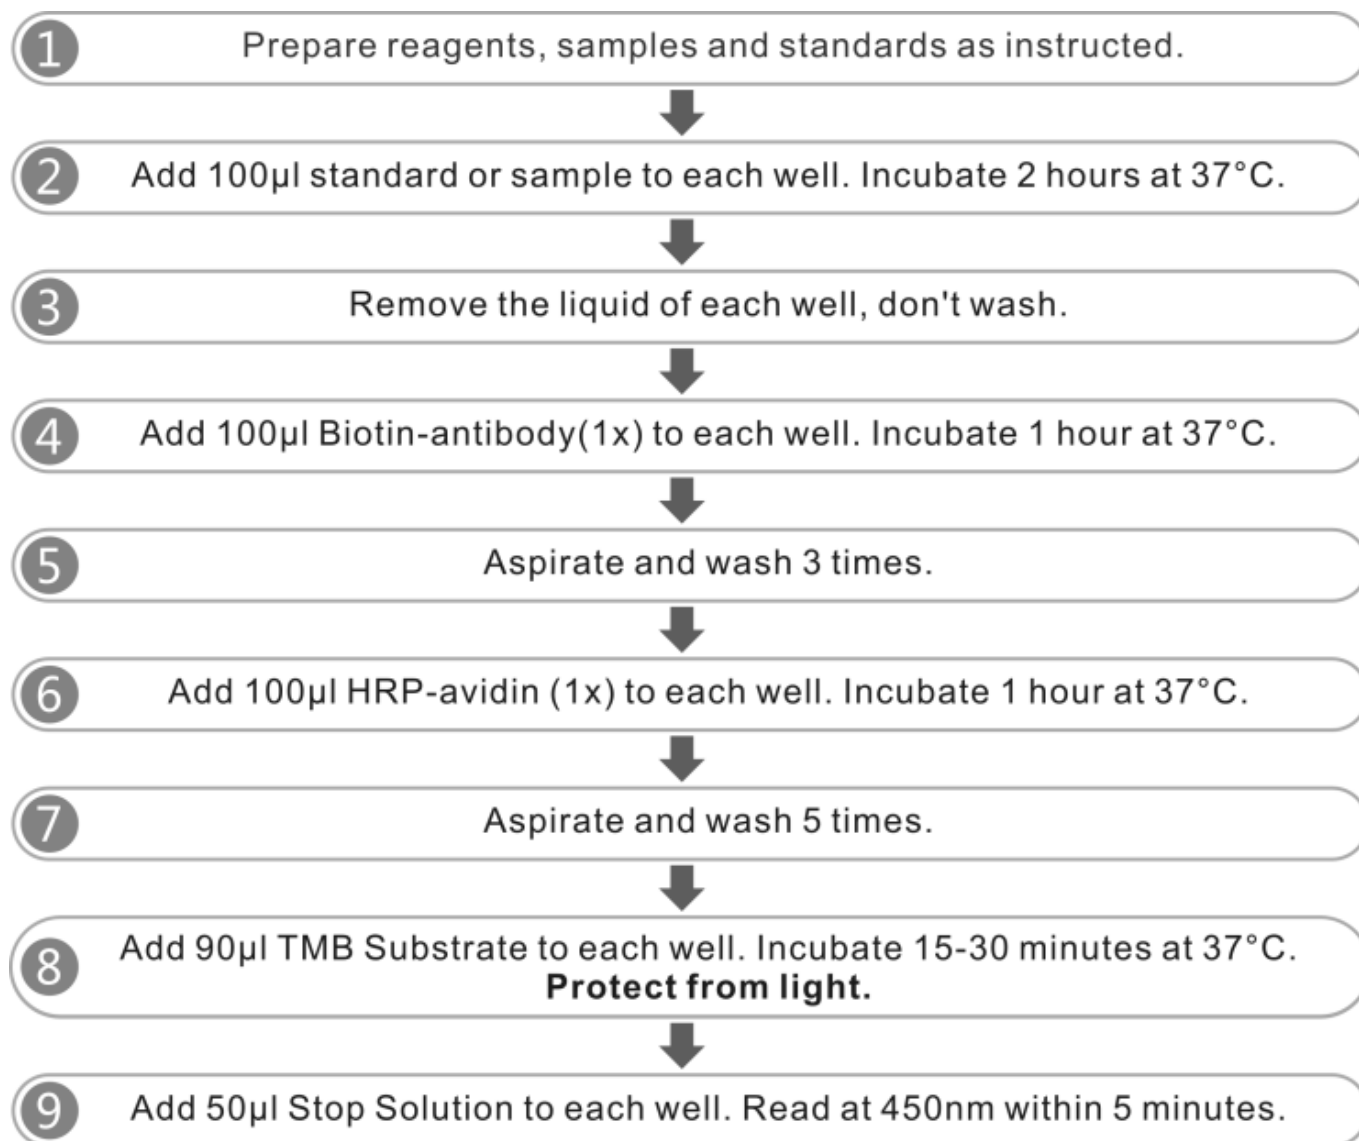 1 Prepare reagents, samples and standards as instructed.
2 Add 100µl standard or sample to each well. Incubate 2 hours at 37°C.
3 Remove the liquid of each well, don't wash.
4 Add 100µl Biotin-antibody(1x) to each well. Incubate 1 hour at 37°C.
5 Aspirate and wash 3 times.
6 Add 100µl HRP-avidin (1x) to each well. Incubate 1 hour at 37°C.
7 Aspirate and wash 5 times.
8 Add 90µl TMB Substrate to each well. Incubate 15-30 minutes at 37°C.
Protect from light.
9 Add 50µl Stop Solution to each well. Read at 450nm within 5 minutes.